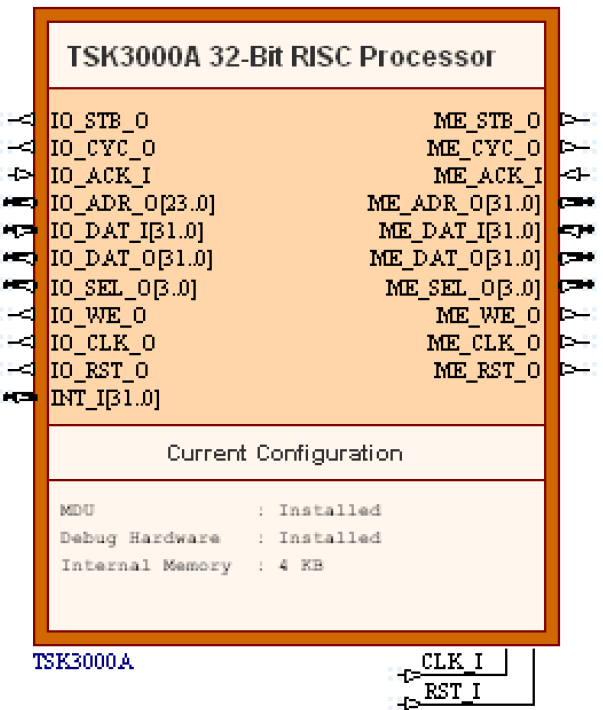 TSK3000A 32-Bit RISC Processor
IO_STB_O ME_STB_O
IO_CYC_O ME_CYC_O
IO_ACK_I ME_ACK_I
IO_ADR_O[23..0] ME_ADR_O[31..0]
IO_DAT_I[31..0] ME_DAT_I[31..0]
IO_DAT_O[31..0] ME_DAT_O[31..0]
IO_SEL_O[3..0] ME_SEL_O[3..0]
IO_WE_O ME_WE_O
IO_CLK_O ME_CLK_O
IO_RST_O ME_RST_O
INT_I[31..0]
Current Configuration
MDU : Installed
Debug Hardware : Installed
Internal Memory : 4 KB
TSK3000A
CLK_I
RST_I